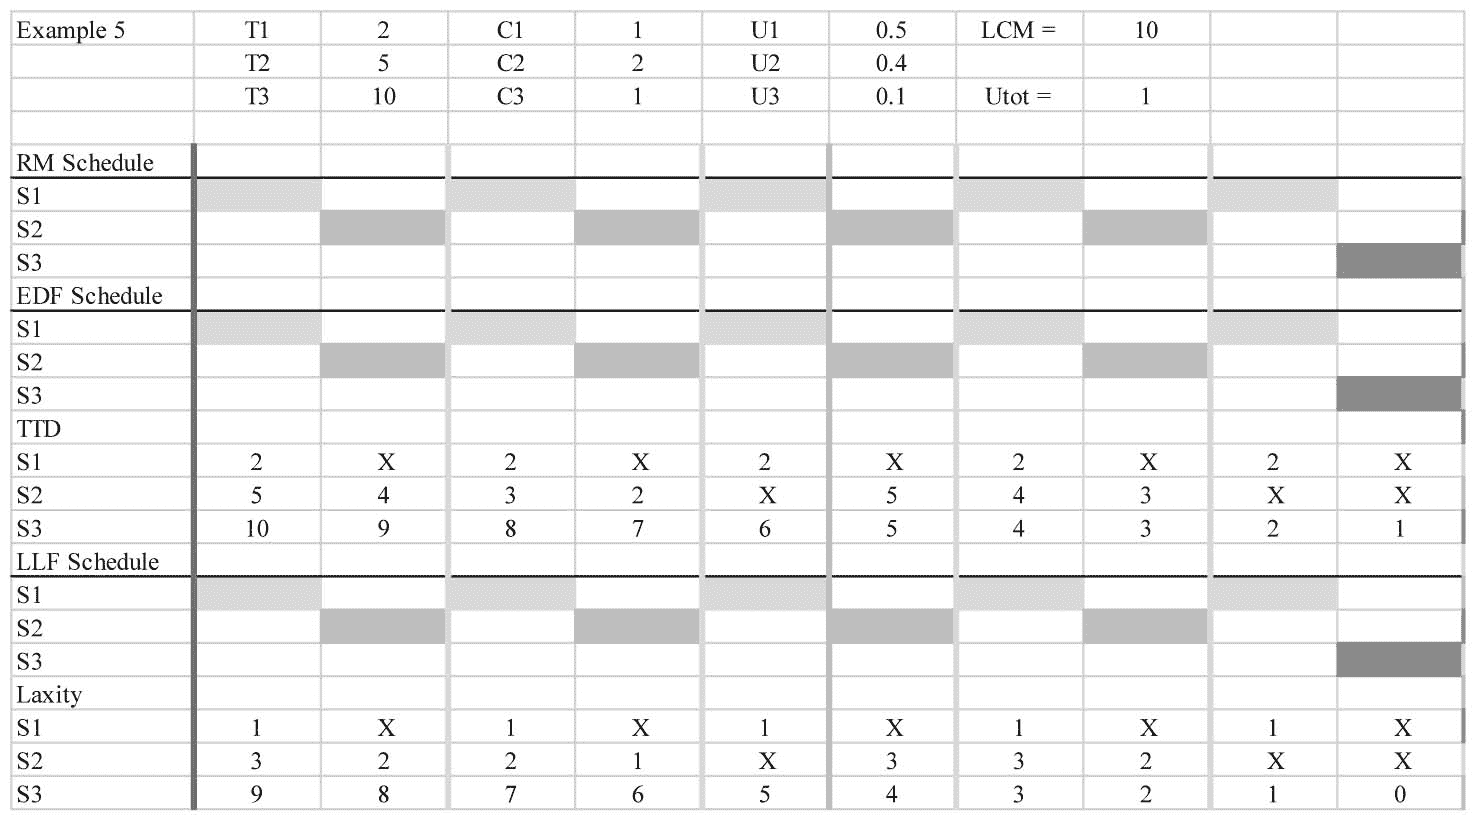 Example 5 T1 2 C1 1 U1 0.5 LCM = 10
T2 5 C2 2 U2 0.4
T3 10 C3 1 U3 0.1 Utot = 1
RM Schedule
S1
S2
S3
EDF Schedule
S1
S2
S3
TTD
S1 2 X 2 X 2 X 2 X 2 X
S2 5 4 3 2 X 5 4 3 X X
S3 10 9 8 7 6 5 4 3 2 1
LLF Schedule
S1
S2
S3
Laxity
S1 1 X 1 X 1 X 1 X 1 X
S2 3 2 2 1 X 3 3 2 X X
S3 9 8 7 6 5 4 3 2 1 0